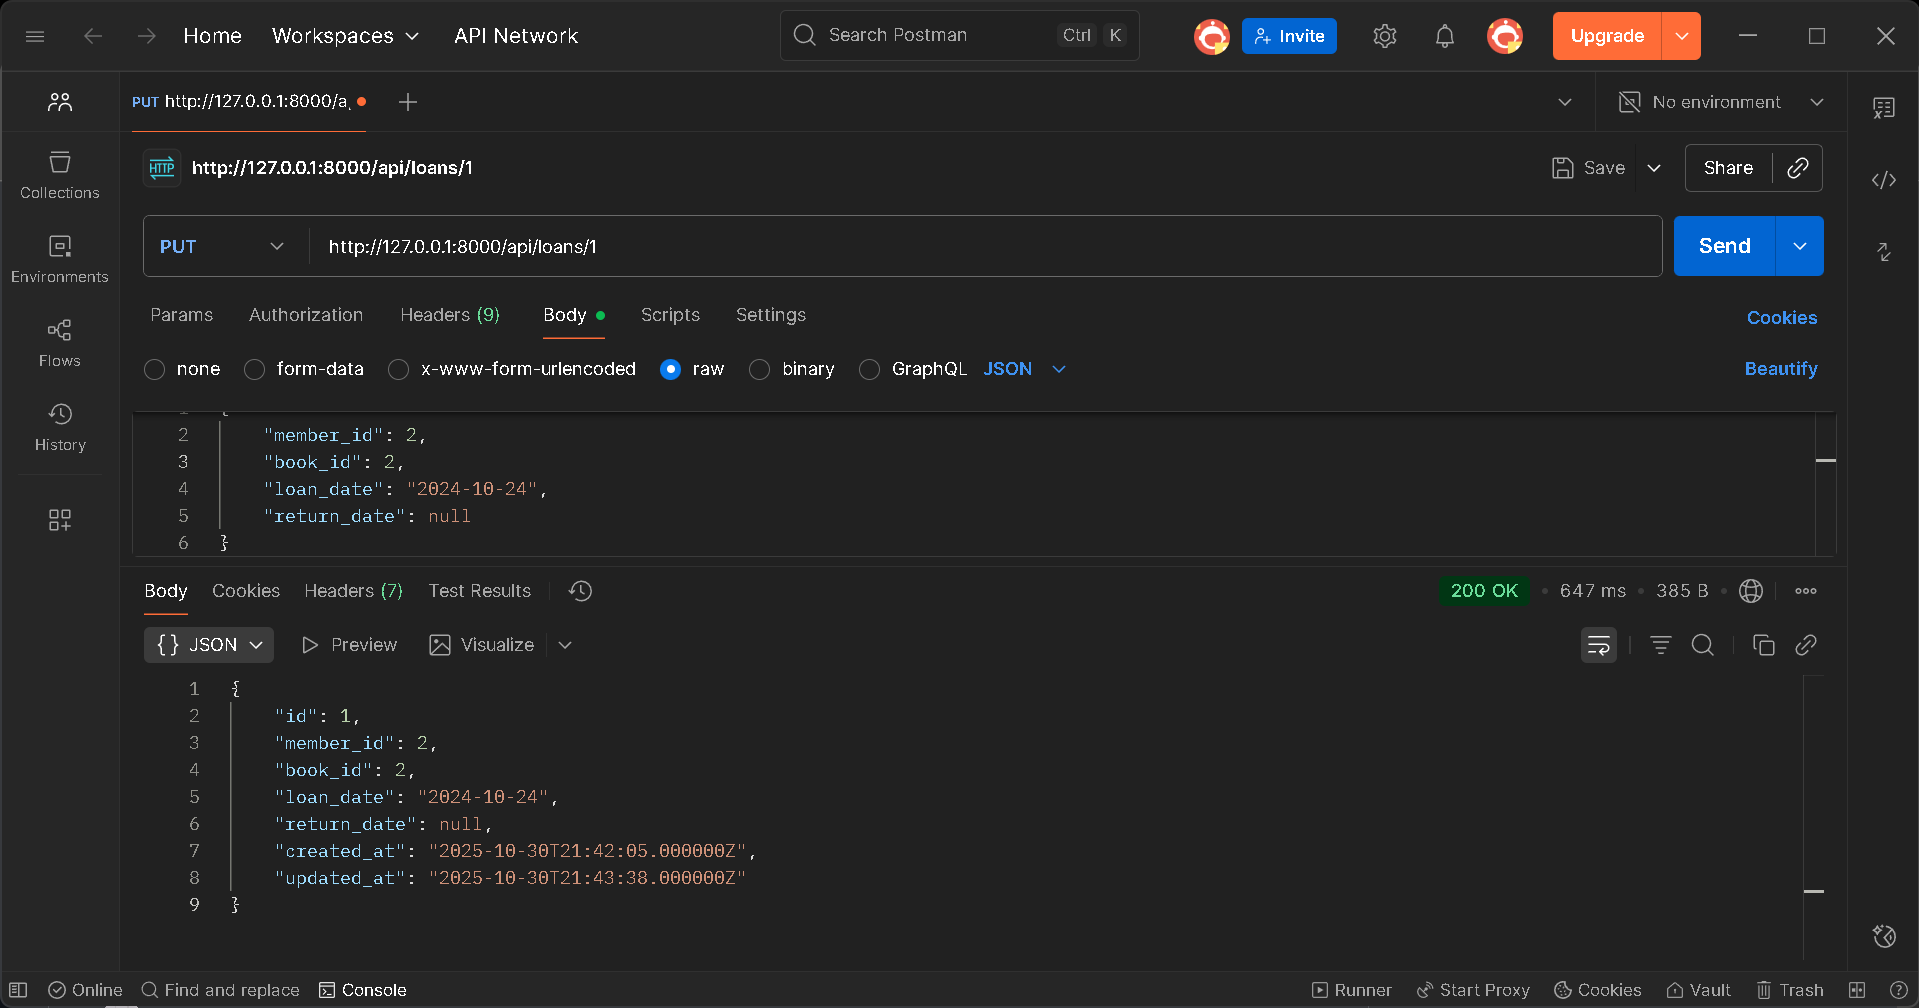 Home Workspaces API Network Search Postman Ctrl K Invite Upgrade
PUT http://127.0.0.1:8000/a No environment
HTTP http://127.0.0.1:8000/api/loans/1 Save Share
PUT http://127.0.0.1:8000/api/loans/1 Send
Collections
Environments
Flows
History
Params Authorization Headers (9) Body Scripts Settings Cookies
none form-data x-www-form-urlencoded raw binary GraphQL JSON Beautify
1 {
2 "member_id": 2,
3 "book_id": 2,
4 "loan_date": "2024-10-24",
5 "return_date": null
6 }
Body Cookies Headers (7) Test Results 200 OK • 647 ms • 385 B •
{} JSON Preview Visualize
1 {
2 "id": 1,
3 "member_id": 2,
4 "book_id": 2,
5 "loan_date": "2024-10-24",
6 "return_date": null,
7 "created_at": "2025-10-30T21:42:05.000000Z",
8 "updated_at": "2025-10-30T21:43:38.000000Z"
9 }
Online Find and replace Console Runner Start Proxy Cookies Vault Trash